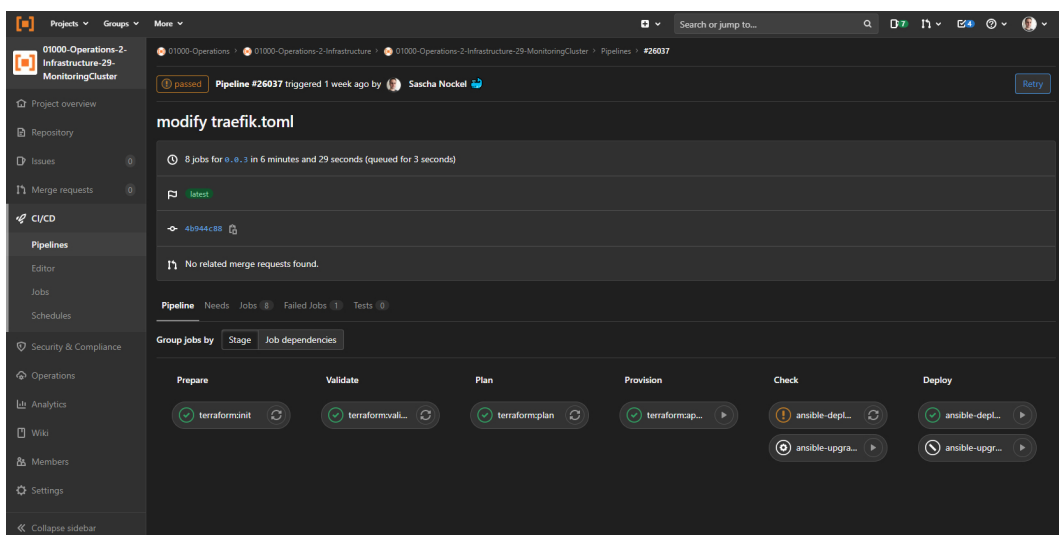 Projects Groups More Search or jump to... 7 4
01000-Operations-2-
Infrastructure-29-
MonitoringCluster
01000-Operations › 01000-Operations-2-Infrastructure › 01000-Operations-2-Infrastructure-29-MonitoringCluster › Pipelines › #26037
passed Pipeline #26037 triggered 1 week ago by Sascha Nockel Retry
Project overview
Repository
Issues 0
Merge requests 0
CI/CD
Pipelines
Editor
Jobs
Schedules
Security & Compliance
Operations
Analytics
Wiki
Members
Settings
Collapse sidebar
modify traefik.toml
8 jobs for 0.0.3 in 6 minutes and 29 seconds (queued for 3 seconds)
latest
4b944c88
No related merge requests found.
Pipeline Needs Jobs 8 Failed Jobs 1 Tests 0
Group jobs by Stage Job dependencies
Prepare Validate Plan Provision Check Deploy
terraform:init terraform:vali... terraform:plan terraform:ap... ansible-depl... ansible-depl...
ansible-upgra... ansible-upgr...